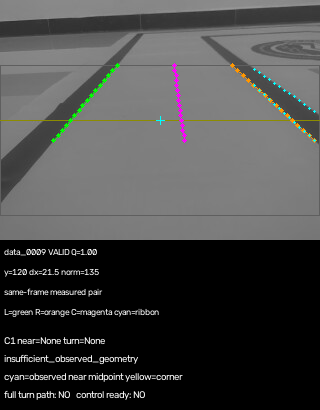 data_0009 VALID Q=1.00
y=120 dx=21.5 norm=135
same-frame measured pair
L=green R=orange C=magenta cyan=ribbon
C1 near=None turn=None
insufficient_observed_geometry
cyan=observed near midpoint yellow=corner
full turn path: NO control ready: NO